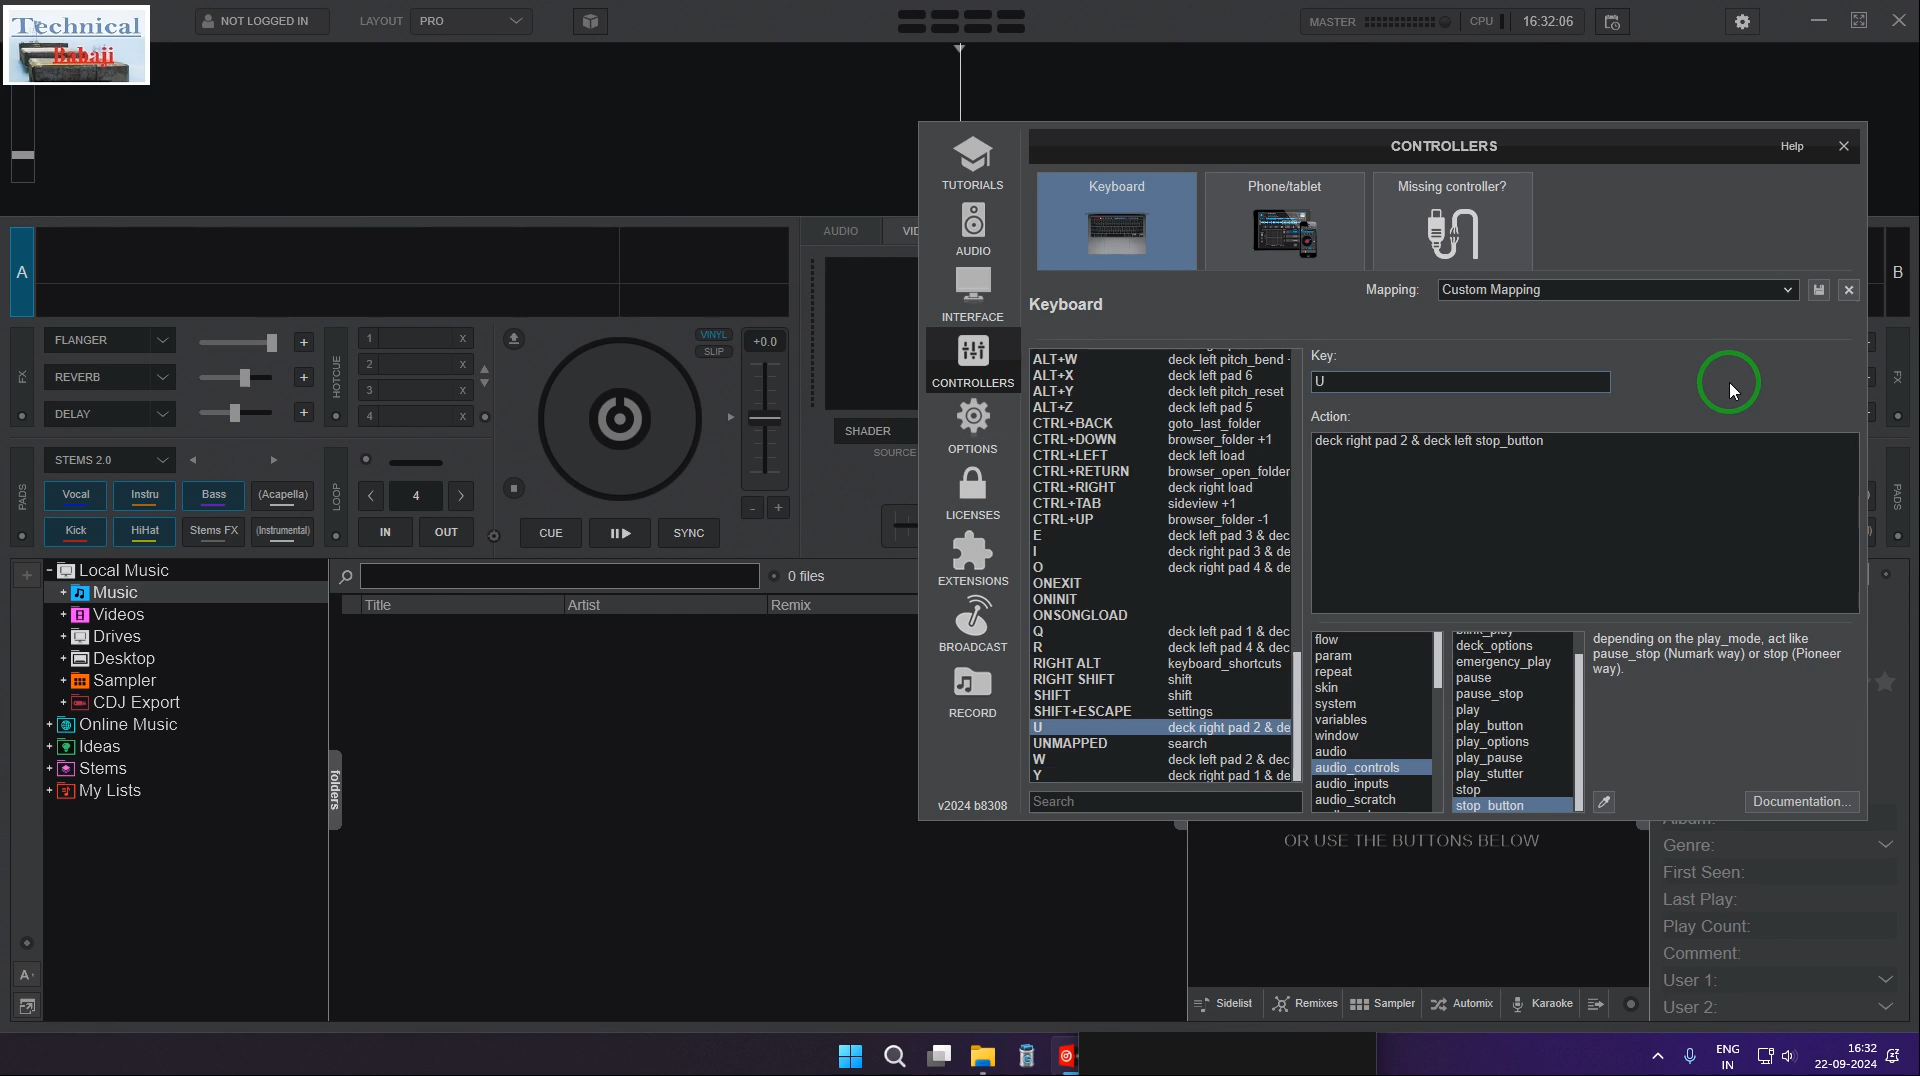 Technical
Babaji
NOT LOGGED IN
LAYOUT PRO
MASTER
CPU
16:32:06
CONTROLLERS
Help
TUTORIALS
AUDIO
INTERFACE
CONTROLLERS
OPTIONS
LICENSES
EXTENSIONS
BROADCAST
RECORD
v2024 b8308
Keyboard
Phone/tablet
Missing controller?
Mapping: Custom Mapping
Keyboard
ALT+W deck left pitch_bend -
ALT+X deck left pad 6
ALT+Y deck left pitch_reset
ALT+Z deck left pad 5
CTRL+BACK goto_last_folder
CTRL+DOWN browser_folder +1
CTRL+LEFT deck left load
CTRL+RETURN browser_open_folder
CTRL+RIGHT deck right load
CTRL+TAB sideview +1
CTRL+UP browser_folder -1
E deck left pad 3 & dec
I deck right pad 3 & de
O deck right pad 4 & de
ONEXIT
ONINIT
ONSONGLOAD
Q deck left pad 1 & dec
R deck left pad 4 & dec
RIGHT ALT keyboard_shortcuts
RIGHT SHIFT shift
SHIFT shift
SHIFT+ESCAPE settings
U deck right pad 2 & de
UNMAPPED search
W deck left pad 2 & dec
Y deck right pad 1 & de
Search
Key:
U
Action:
deck right pad 2 & deck left stop_button
flow
param
repeat
skin
system
variables
window
audio
audio_controls
audio_inputs
audio_scratch
blink_play
deck_options
emergency_play
pause
pause_stop
play
play_button
play_options
play_pause
play_stutter
stop
stop_button
depending on the play_mode, act like
pause_stop (Numark way) or stop (Pioneer
way).
Documentation...
A
B
AUDIO
VID
FX
FLANGER
REVERB
DELAY
HOTCUE
1 X
2 X
3 X
4 X
VINYL
SLIP
+0.0
SHADER
SOURCE
FX
PADS
STEMS 2.0
Vocal Instru Bass (Acapella)
Kick HiHat Stems FX (Instrumental)
LOOP
4
IN OUT
CUE
SYNC
- +
PADS
Local Music
Music
Videos
Drives
Desktop
Sampler
CDJ Export
Online Music
Ideas
Stems
My Lists
folders
0 files
Title Artist Remix
OR USE THE BUTTONS BELOW
Album:
Genre:
First Seen:
Last Play:
Play Count:
Comment:
User 1:
User 2:
Sidelist Remixes Sampler Automix Karaoke
A
ENG
IN
16:32
22-09-2024